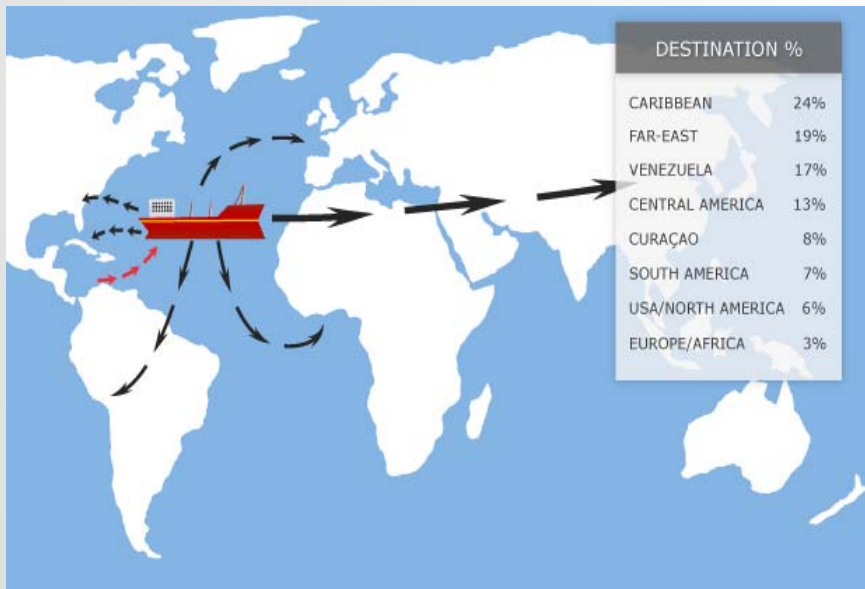 DESTINATION %
CARIBBEAN 24%
FAR-EAST 19%
VENEZUELA 17%
CENTRAL AMERICA 13%
CURAÇAO 8%
SOUTH AMERICA 7%
USA/NORTH AMERICA 6%
EUROPE/AFRICA 3%